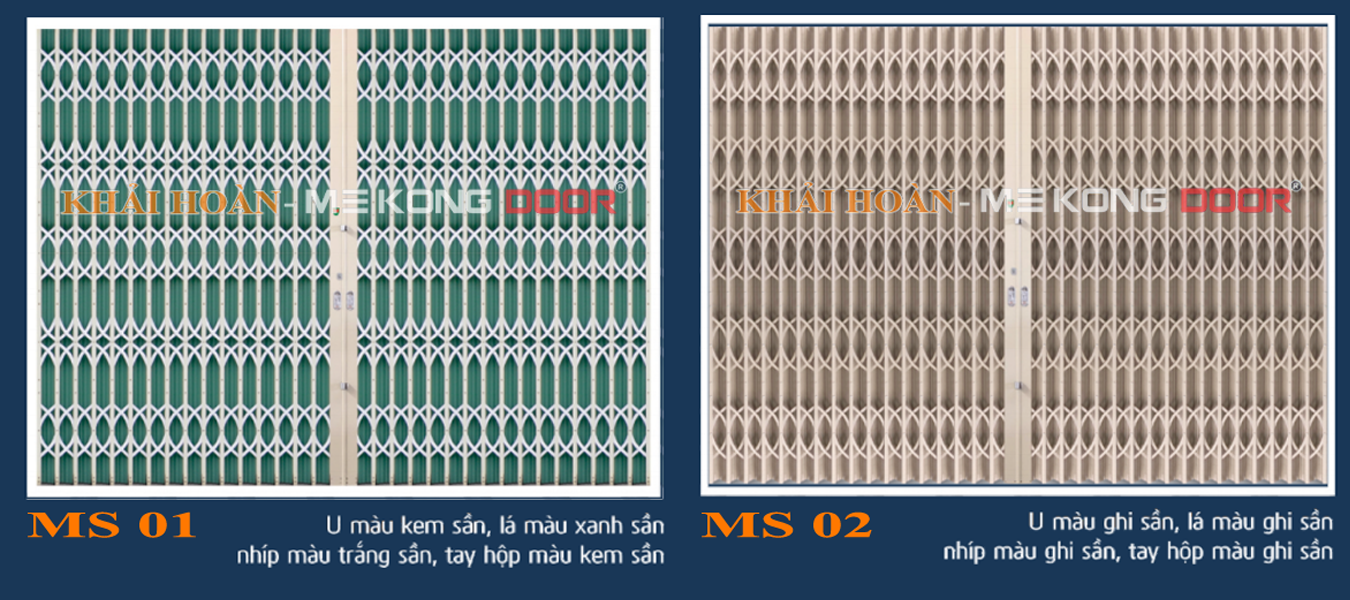 KHẢI HOÀN - MEKONG DOOR®
MS 01
U màu kem sần, lá màu xanh sần
nhíp màu trắng sần, tay hộp màu kem sần
KHẢI HOÀN - MEKONG DOOR®
MS 02
U màu ghi sần, lá màu ghi sần
nhíp màu ghi sần, tay hộp màu ghi sần